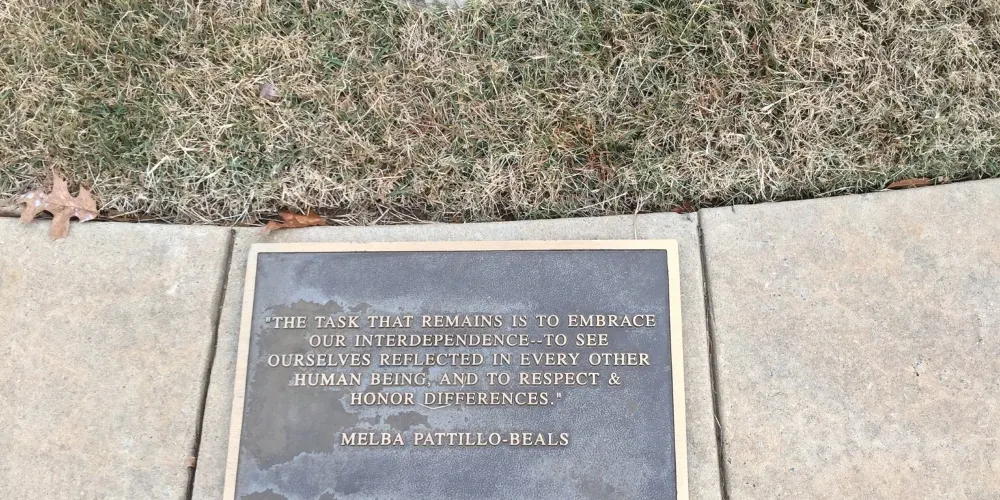 "THE TASK THAT REMAINS IS TO EMBRACE
OUR INTERDEPENDENCE--TO SEE
OURSELVES REFLECTED IN EVERY OTHER
HUMAN BEING, AND TO RESPECT &
HONOR DIFFERENCES."
MELBA PATTILLO-BEALS